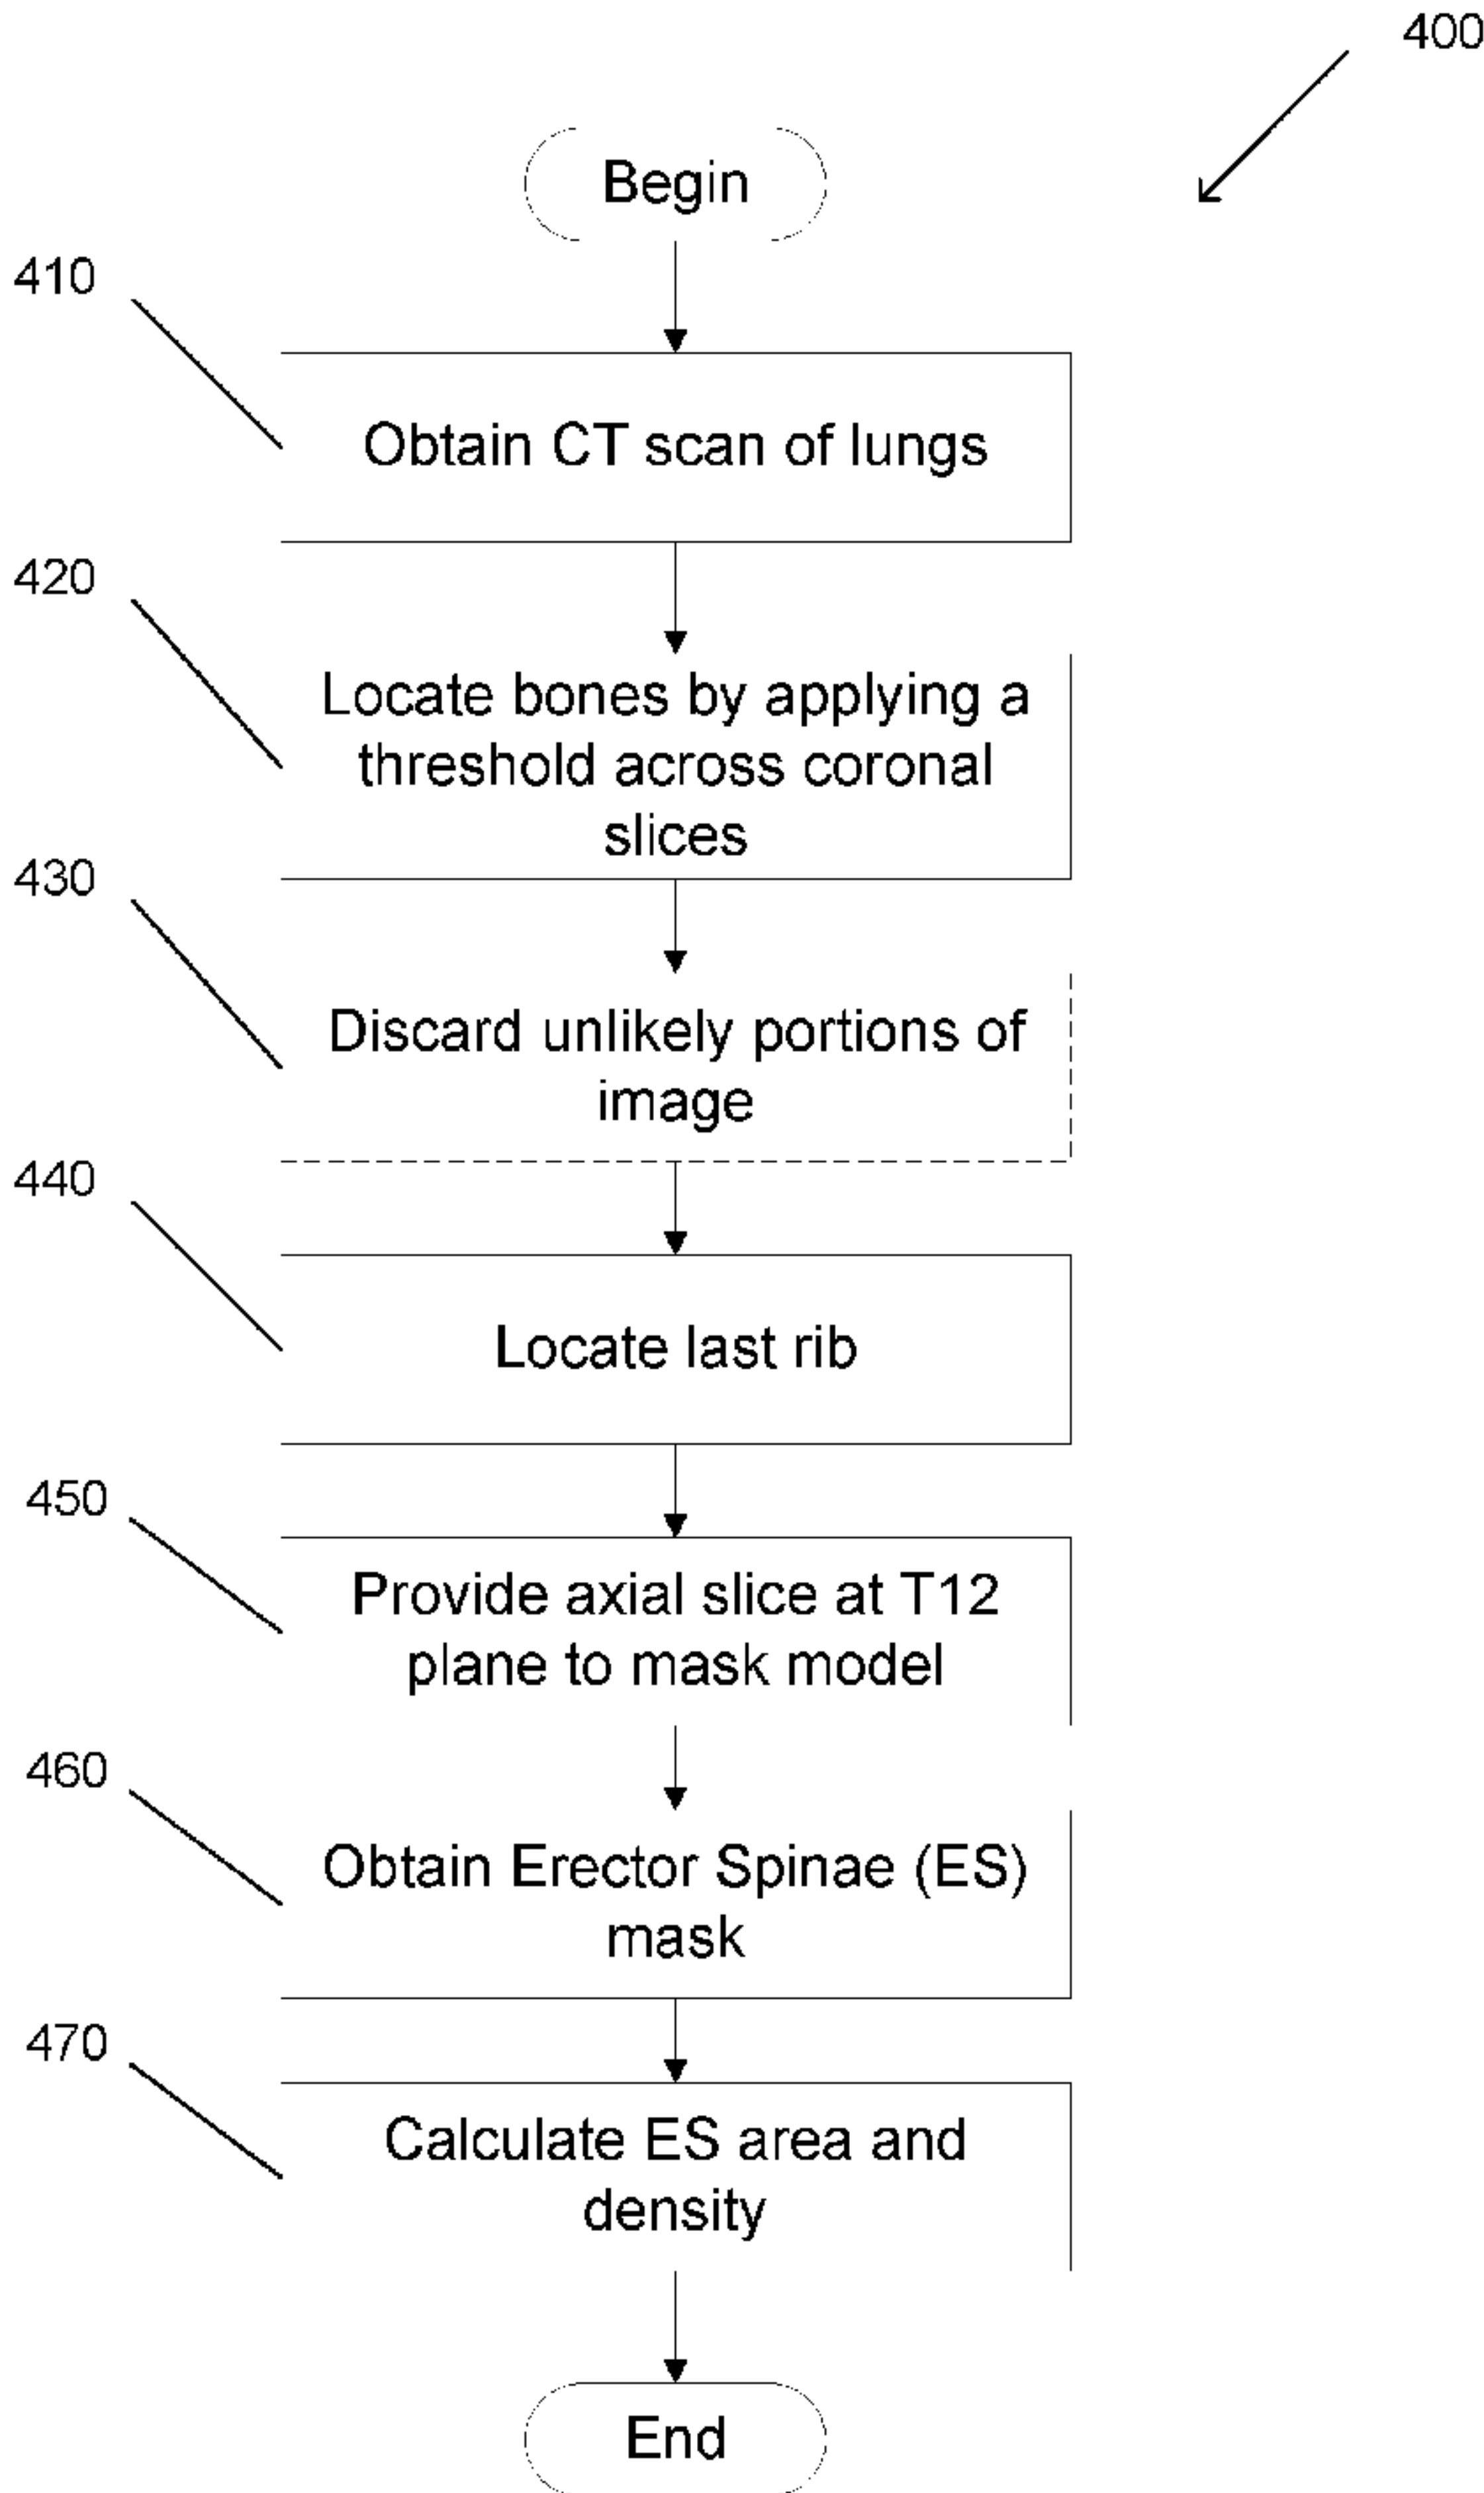 400
Begin
410
Obtain CT scan of lungs
420
Locate bones by applying a
threshold across coronal
slices
430
Discard unlikely portions of
image
440
Locate last rib
450
Provide axial slice at T12
plane to mask model
460
Obtain Erector Spinae (ES)
mask
470
Calculate ES area and
density
End